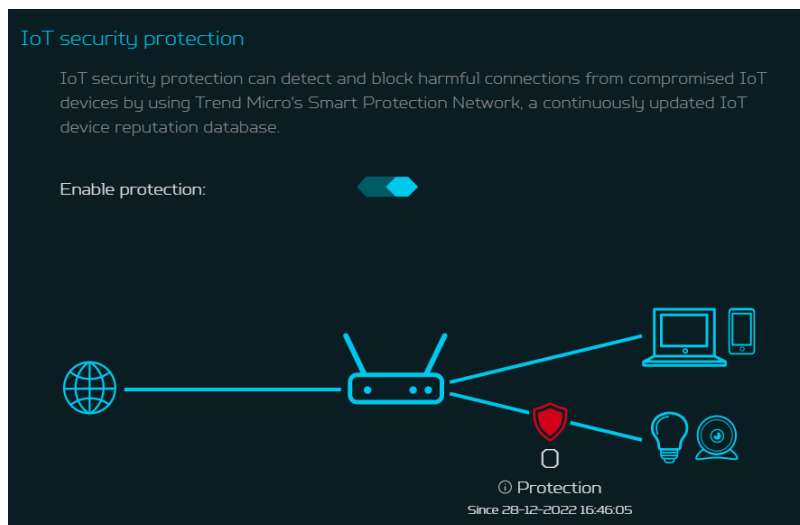 IoT security protection
IoT security protection can detect and block harmful connections from compromised IoT
devices by using Trend Micro's Smart Protection Network, a continuously updated IoT
device reputation database.
Enable protection:
0
Protection
Since 28-12-2022 16:46:05